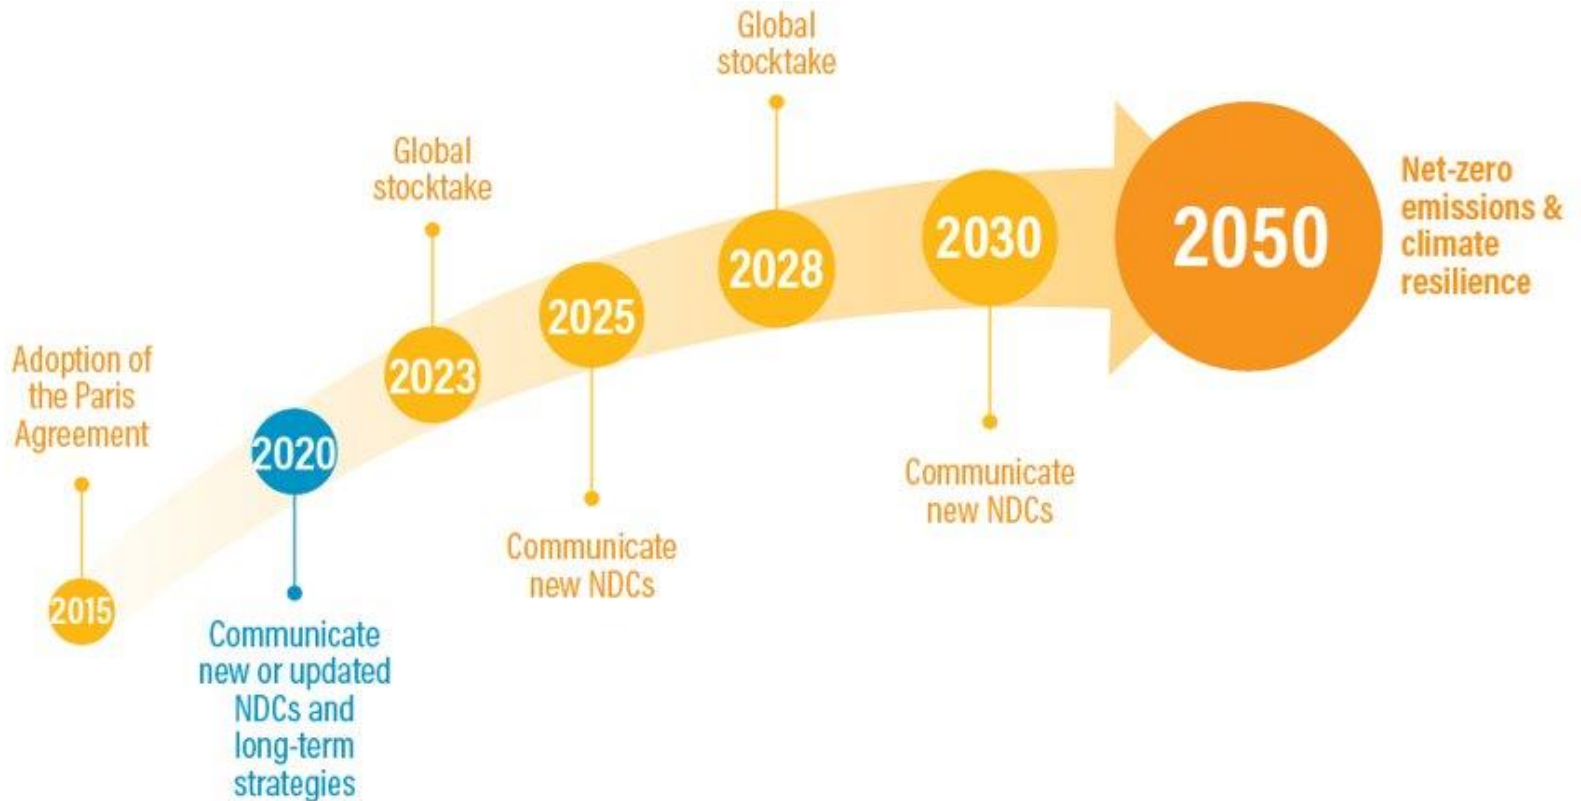 2015
Adoption of
the Paris
Agreement
2020
Communicate
new or updated
NDCs and
long-term
strategies
2023
Global
stocktake
2025
Communicate
new NDCs
2028
Global
stocktake
2030
Communicate
new NDCs
2050
Net-zero
emissions &
climate
resilience